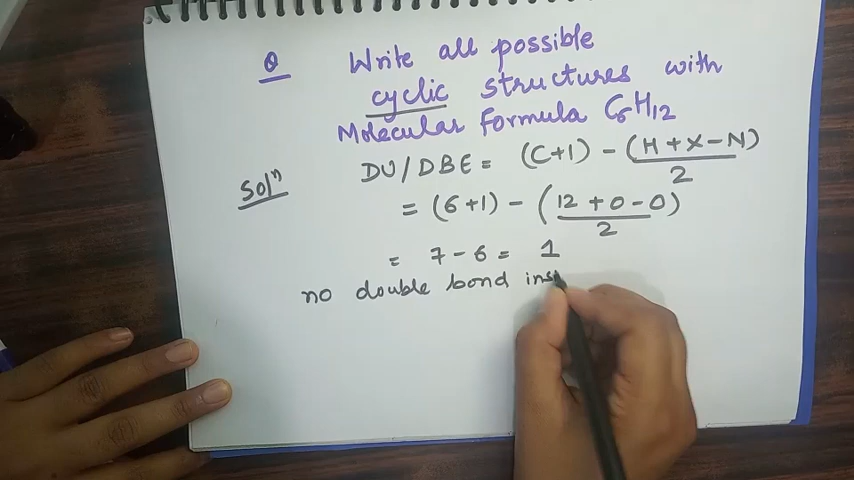 Q Write all possible
cyclic structures with
Molecular Formula C6H12
Solⁿ DU/DBE = (C+1) - (H+X-N)/2
= (6+1) - (12+0-0)/2
= 7-6 = 1
no double bond ins